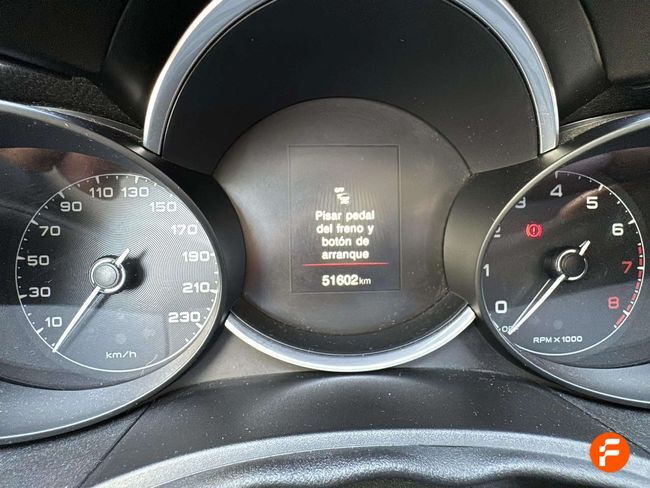 Pisar pedal
del freno y
botón de
arranque
51602 km
10
30
50
70
90
110
130
150
170
190
210
230
km/h
0
1
2
3
4
5
6
7
8
RPM X 1000
F